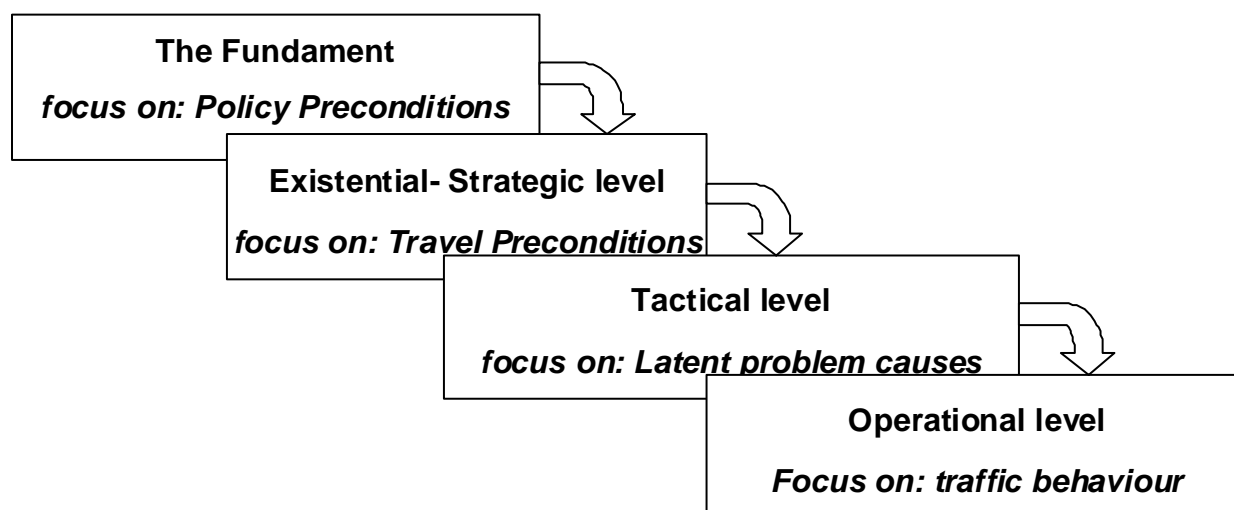 The Fundament
focus on: Policy Preconditions
Existential- Strategic level
focus on: Travel Preconditions
Tactical level
focus on: Latent problem causes
Operational level
Focus on: traffic behaviour